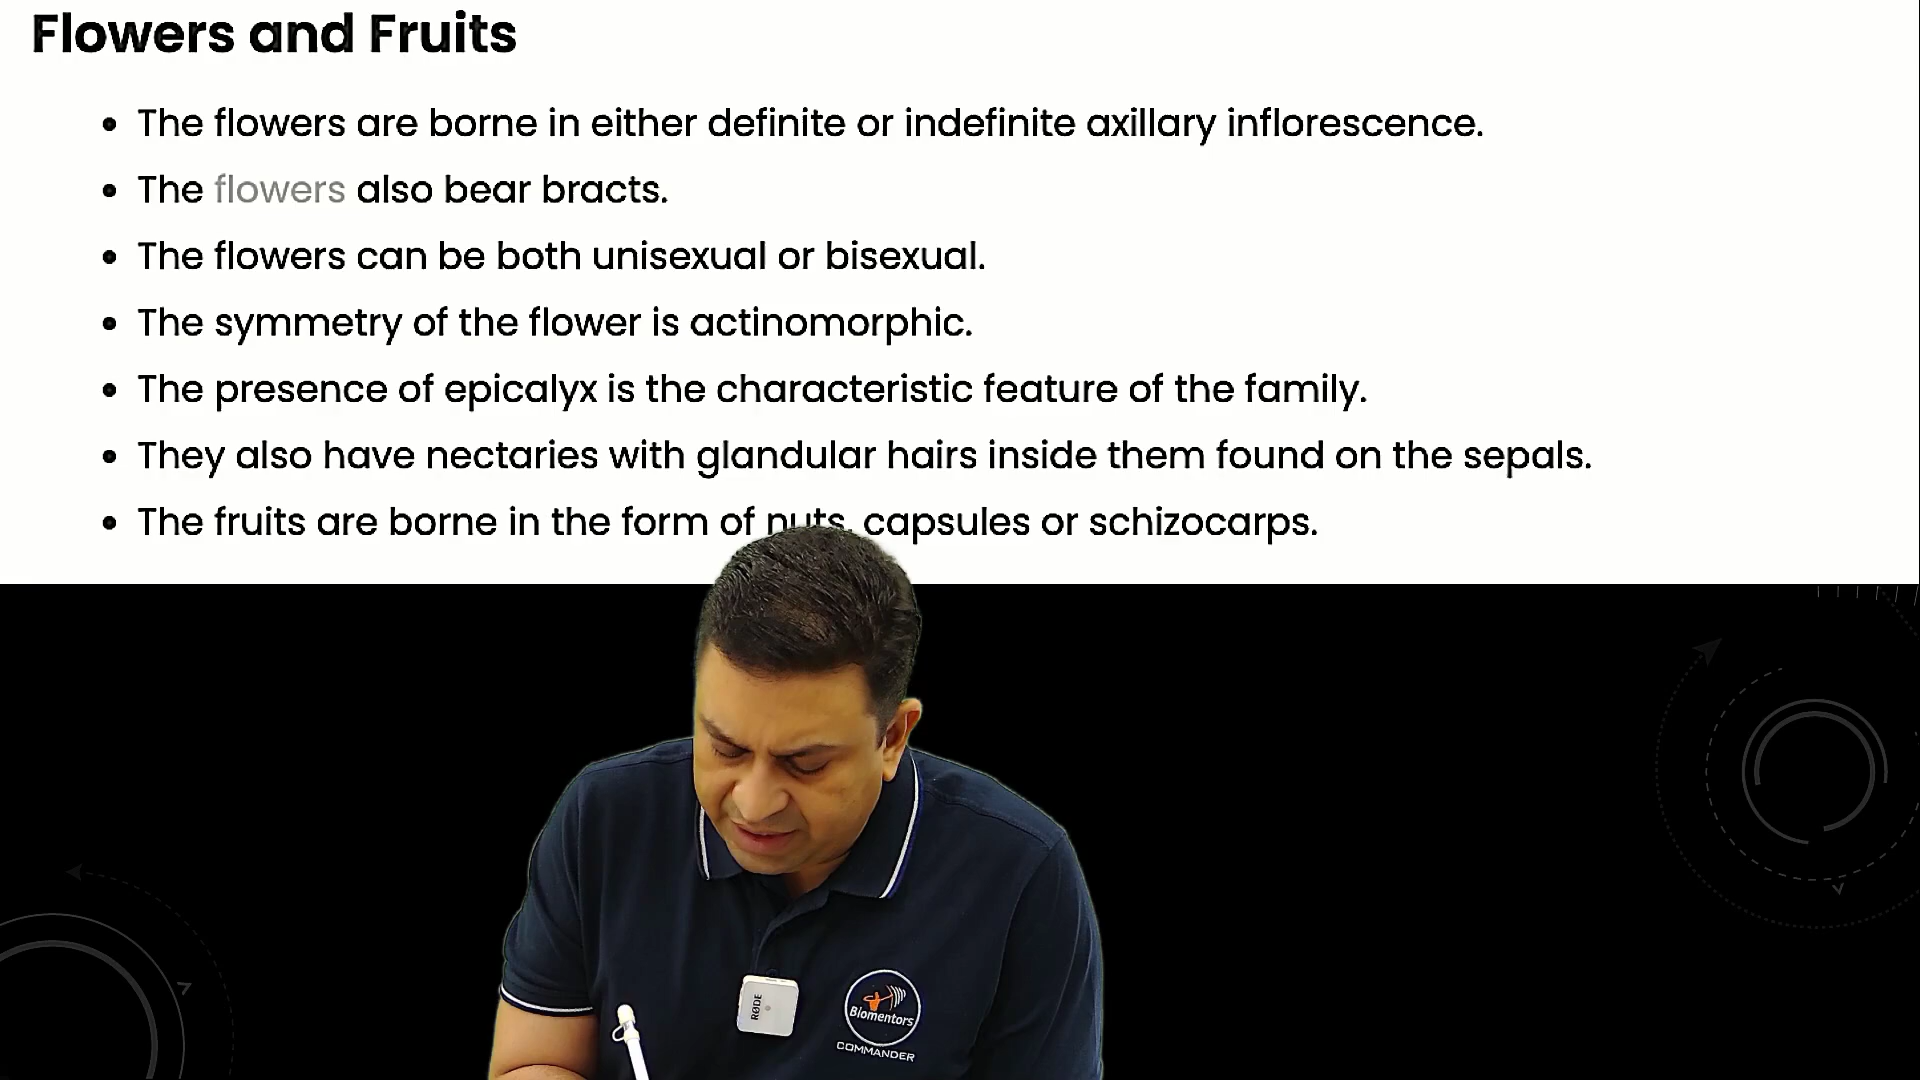 Flowers and Fruits
• The flowers are borne in either definite or indefinite axillary inflorescence.
• The flowers also bear bracts.
• The flowers can be both unisexual or bisexual.
• The symmetry of the flower is actinomorphic.
• The presence of epicalyx is the characteristic feature of the family.
• They also have nectaries with glandular hairs inside them found on the sepals.
• The fruits are borne in the form of nuts, capsules or schizocarps.
RØDE
Biomentors
COMMANDER